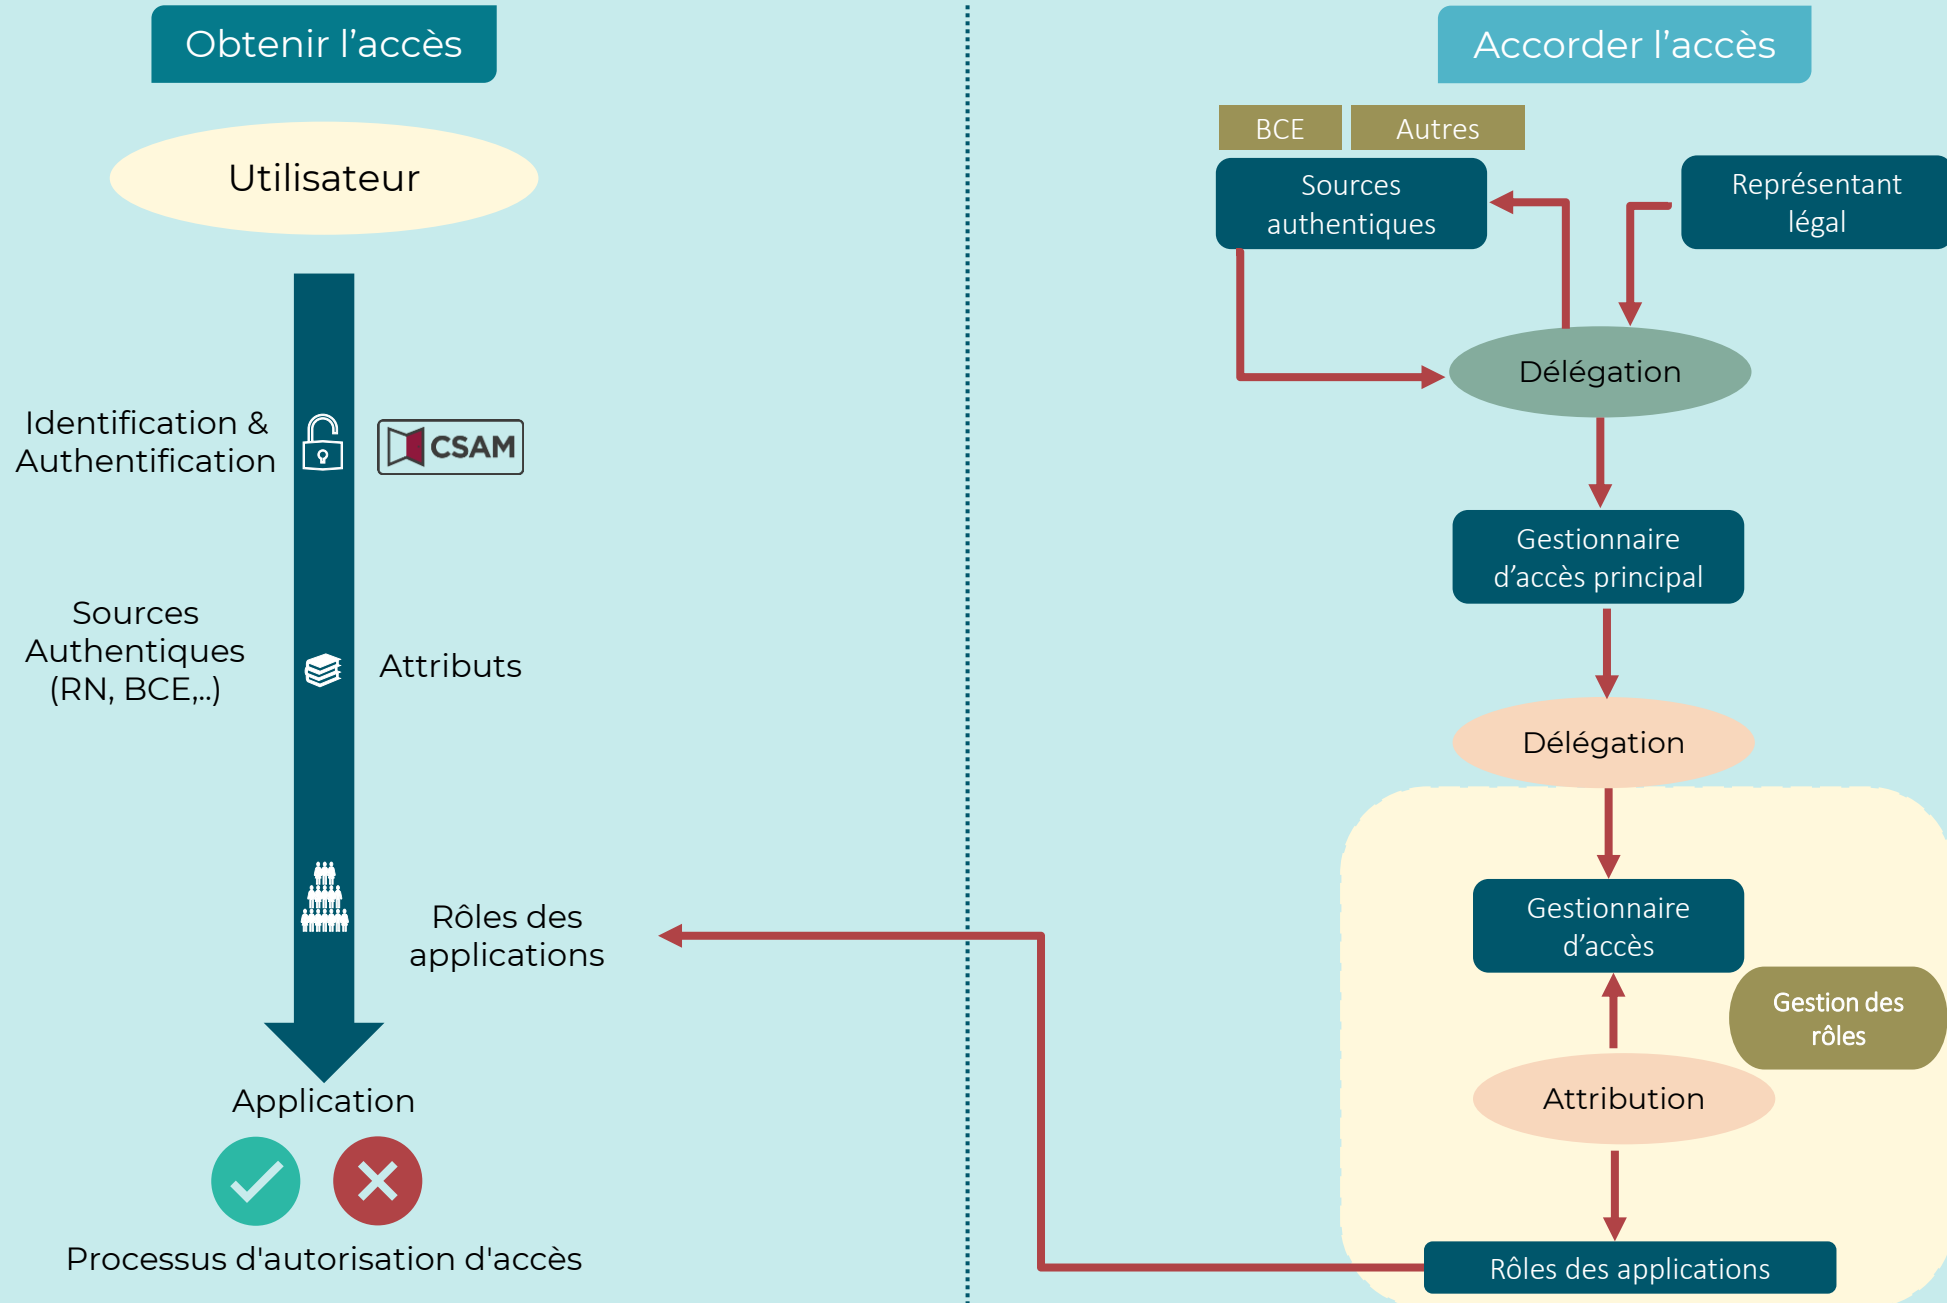 Obtenir l’accès
Utilisateur
Identification &
Authentification
CSAM
Sources
Authentiques
(RN, BCE,..)
Attributs
Rôles des
applications
Application
Processus d'autorisation d'accès
Accorder l’accès
BCE
Autres
Sources
authentiques
Représentant
légal
Délégation
Gestionnaire
d’accès principal
Délégation
Gestionnaire
d’accès
Gestion des
rôles
Attribution
Rôles des applications